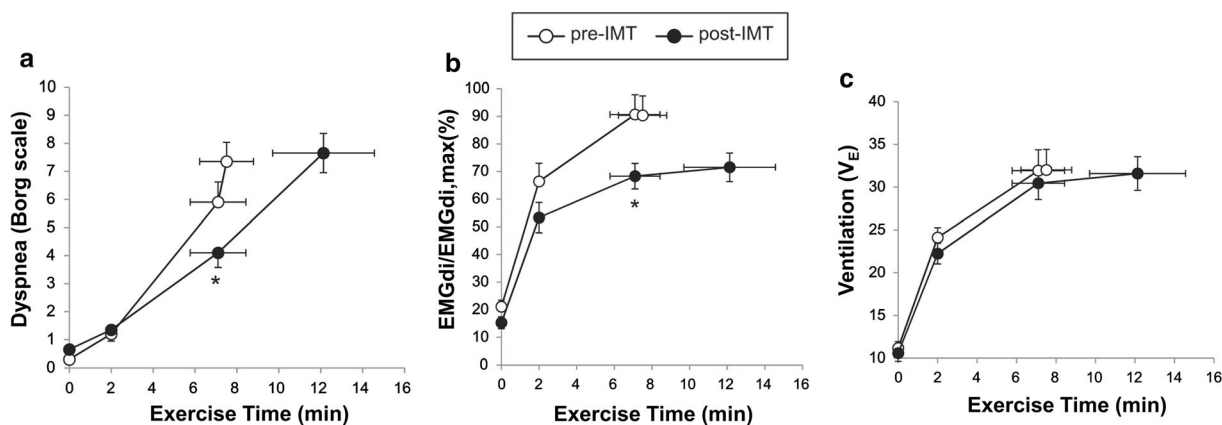 pre-IMT post-IMT
a
Dyspnea (Borg scale)
10
9
8
7
6
5
4
3
2
1
0
*
0 2 4 6 8 10 12 14 16
Exercise Time (min)
b
EMGdi/EMGdi,max(%)
100
90
80
70
60
50
40
30
20
10
0
*
0 2 4 6 8 10 12 14 16
Exercise Time (min)
c
Ventilation (VE)
40
35
30
25
20
15
10
0 2 4 6 8 10 12 14 16
Exercise Time (min)